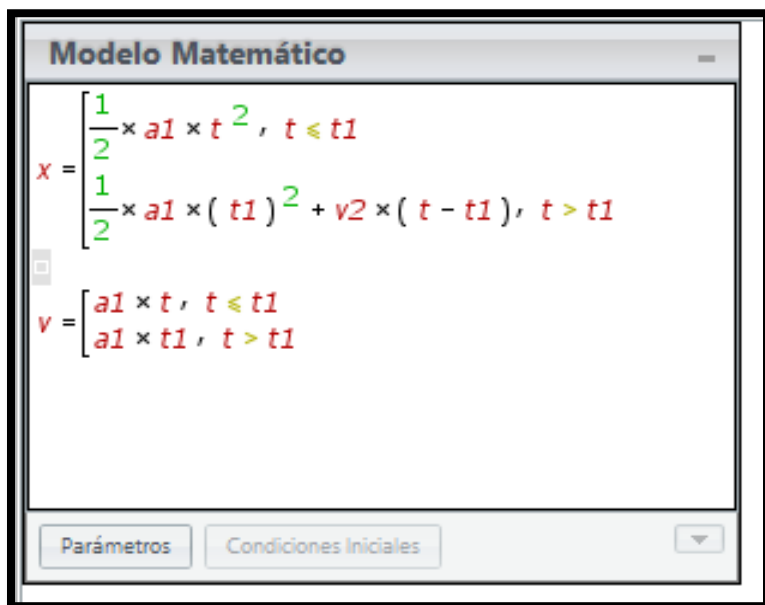 Modelo Matemático
x = [ 1/2 × a1 × t^2 , t ≤ t1
1/2 × a1 × ( t1 )^2 + v2 × ( t - t1 ) , t > t1
v = [ a1 × t , t ≤ t1
a1 × t1 , t > t1
Parámetros Condiciones Iniciales